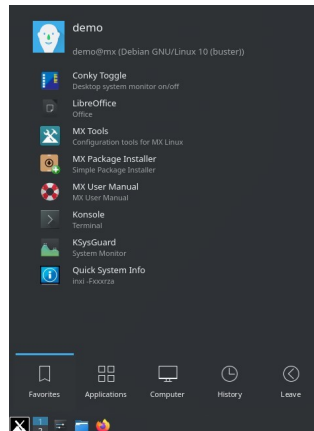 demo
demo@mx (Debian GNU/Linux 10 (buster))
Conky Toggle
Desktop system monitor on/off
LibreOffice
Office
MX Tools
Configuration tools for MX Linux
MX Package Installer
Simple Package Installer
MX User Manual
MX User Manual
Konsole
Terminal
KSysGuard
System Monitor
Quick System Info
inxi -Fxxxrza
Favorites Applications Computer History Leave
1
2